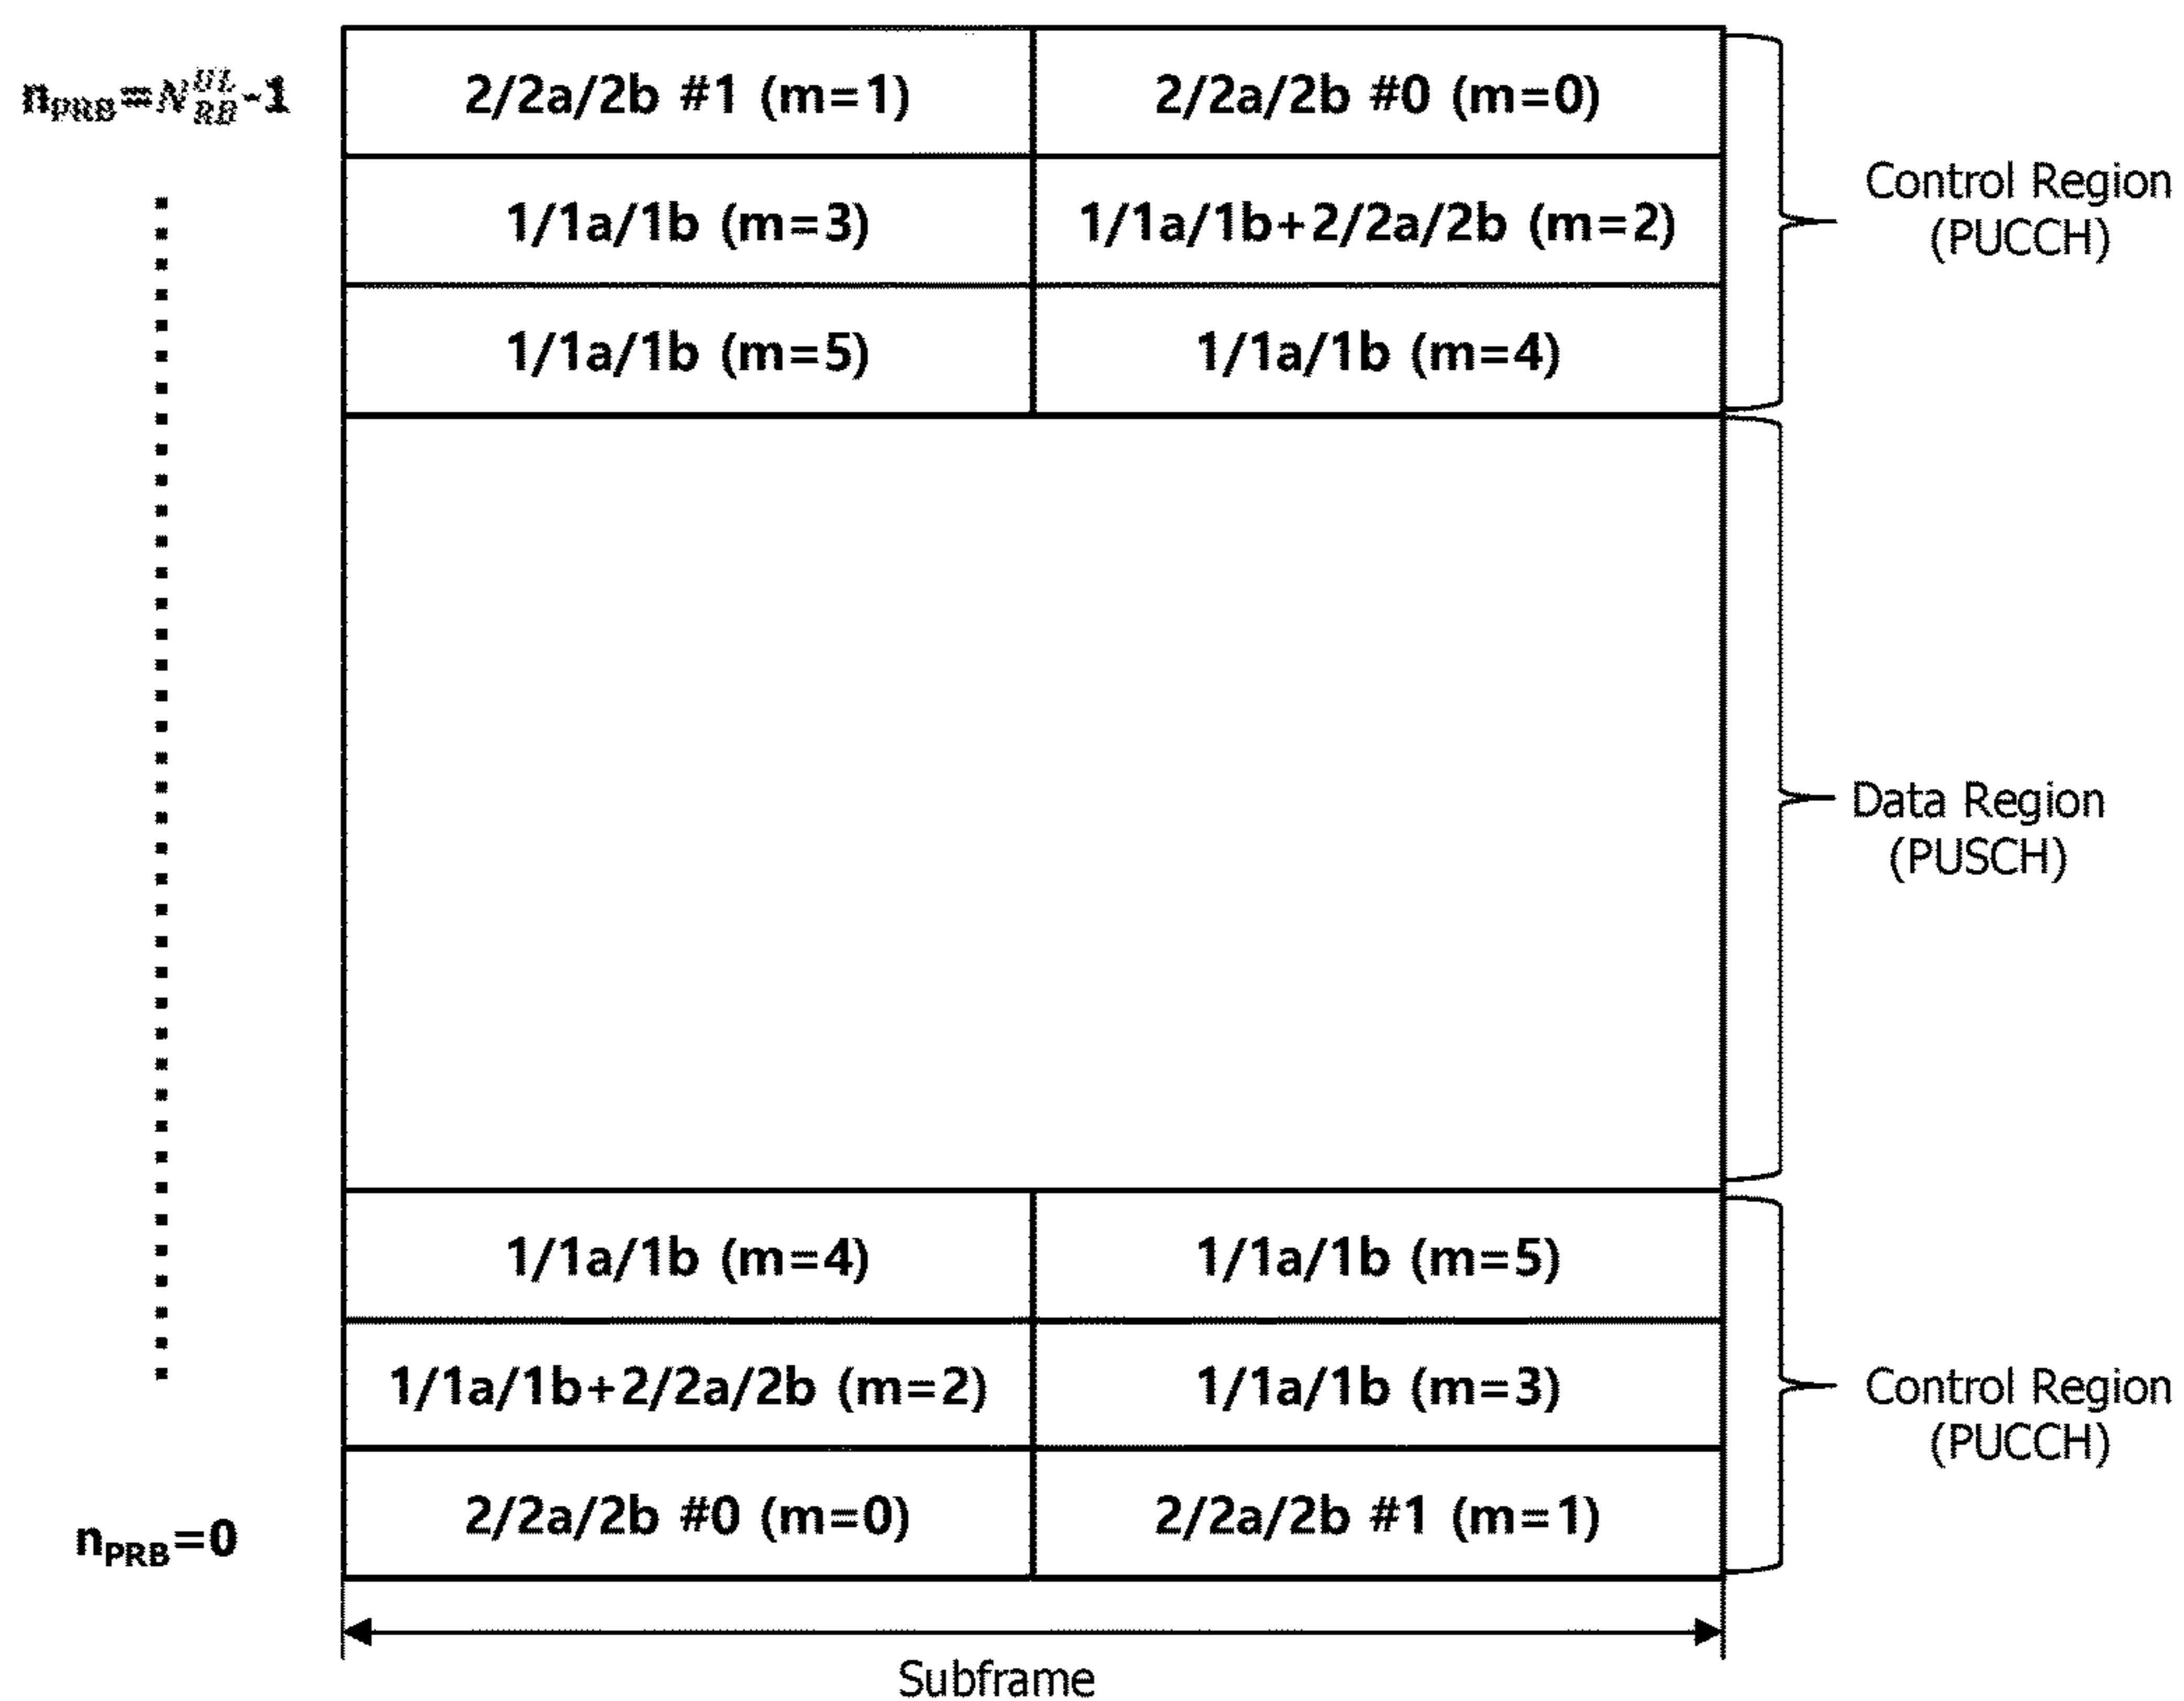 n_PRB=N_RB^UL-1
2/2a/2b #1 (m=1)
2/2a/2b #0 (m=0)
1/1a/1b (m=3)
1/1a/1b+2/2a/2b (m=2)
1/1a/1b (m=5)
1/1a/1b (m=4)
Control Region
(PUCCH)
Data Region
(PUSCH)
1/1a/1b (m=4)
1/1a/1b (m=5)
1/1a/1b+2/2a/2b (m=2)
1/1a/1b (m=3)
2/2a/2b #0 (m=0)
2/2a/2b #1 (m=1)
Control Region
(PUCCH)
n_PRB=0
Subframe